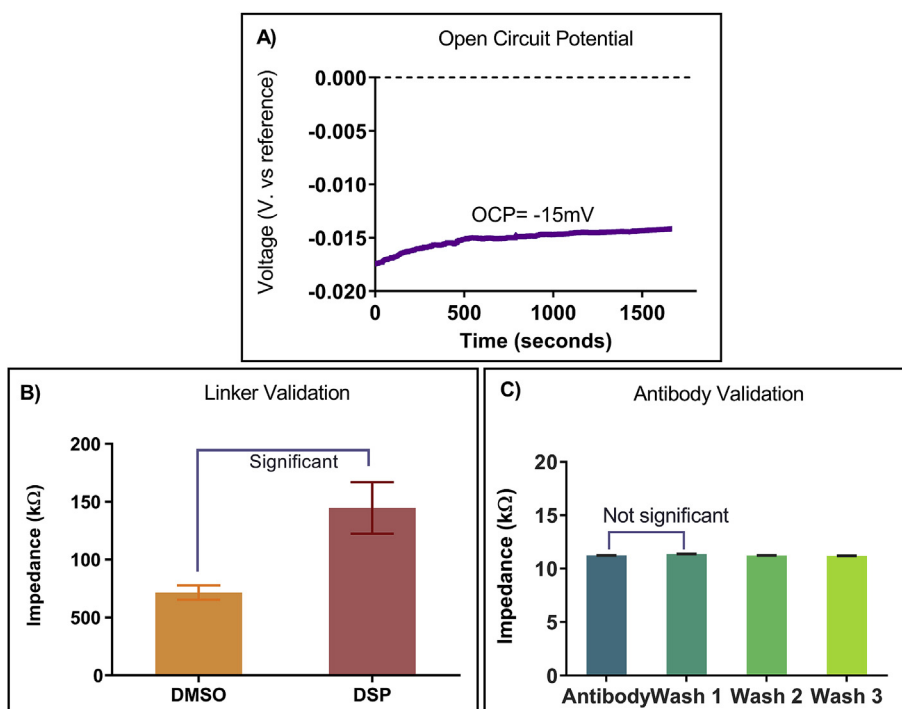 A)
Open Circuit Potential
Voltage (V. vs reference)
0.000
-0.005
-0.010
-0.015
-0.020
OCP= -15mV
0
500
1000
1500
Time (seconds)
B)
Linker Validation
Impedance (kΩ)
200
150
100
500
0
Significant
DMSO
DSP
C)
Antibody Validation
Impedance (kΩ)
20
15
10
5
0
Not significant
Antibody
Wash 1
Wash 2
Wash 3